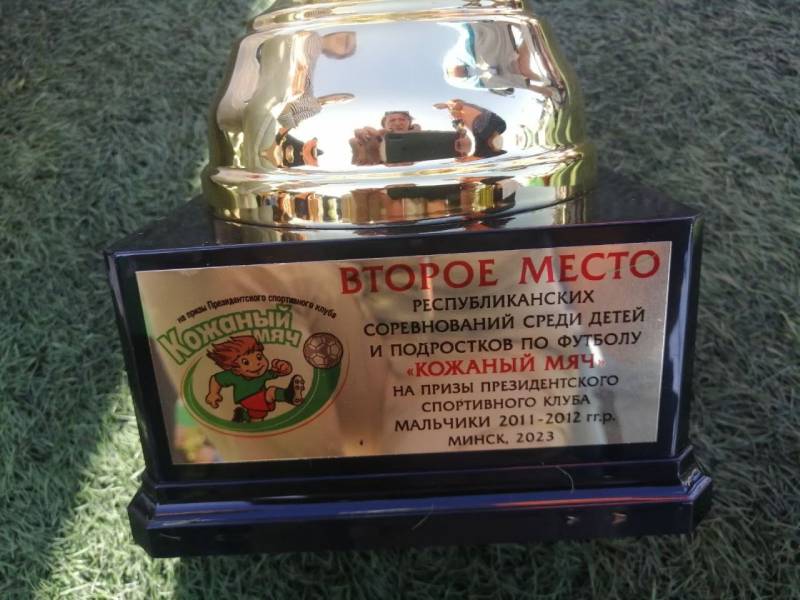 на призы Президентского спортивного клуба
Кожаный
мяч
ВТОРОЕ МЕСТО
РЕСПУБЛИКАНСКИХ
СОРЕВНОВАНИЙ СРЕДИ ДЕТЕЙ
И ПОДРОСТКОВ ПО ФУТБОЛУ
«КОЖАНЫЙ МЯЧ»
НА ПРИЗЫ ПРЕЗИДЕНТСКОГО
СПОРТИВНОГО КЛУБА
МАЛЬЧИКИ 2011-2012 гг.р.
МИНСК, 2023